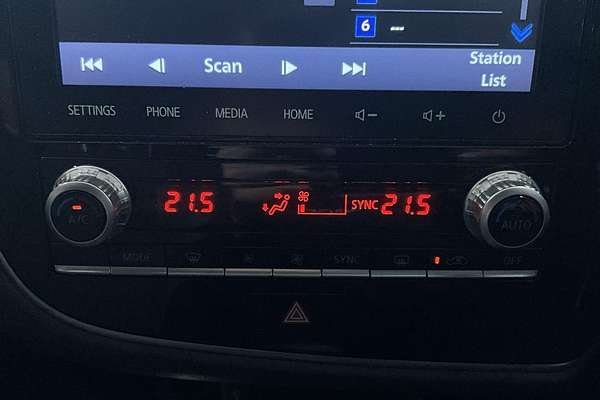 6 ---
Scan
Station
List
SETTINGS PHONE MEDIA HOME
21.5 SYNC 21.5
A/C AUTO
MODE SYNC OFF